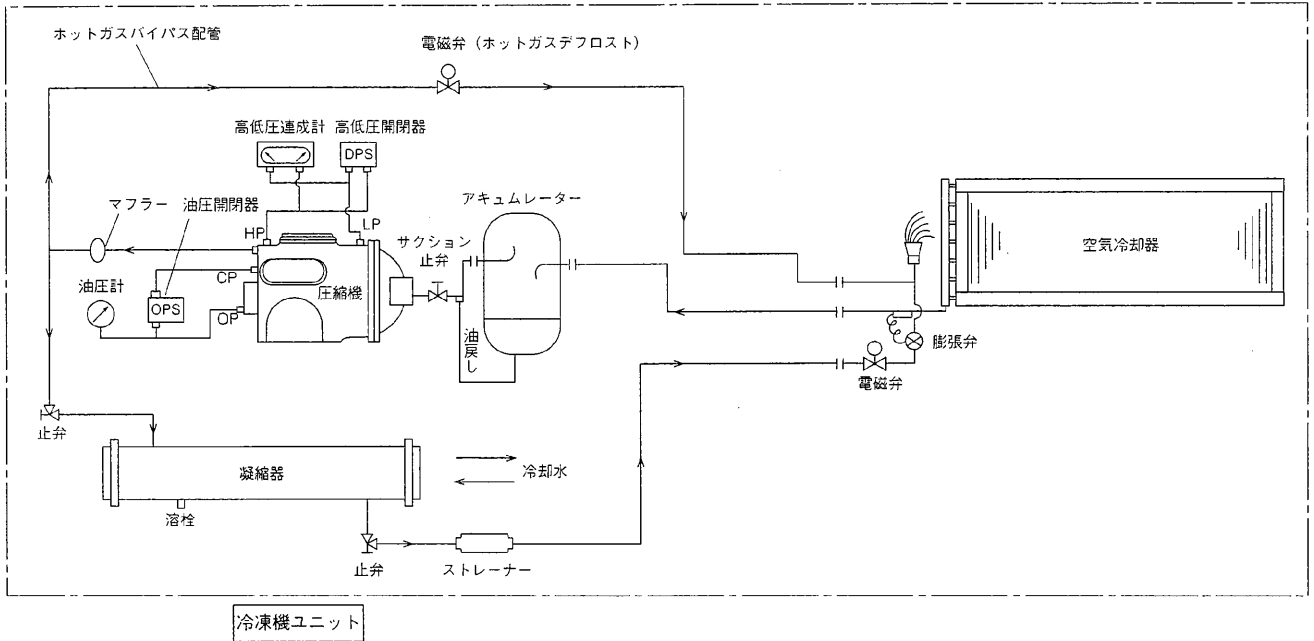 ホットガスバイパス配管
電磁弁（ホットガスデフロスト）
高低圧連成計
高低圧開閉器
DPS
アキュムレーター
マフラー
油圧開閉器
HP
LP
サクション
止弁
空気冷却器
CP
圧縮機
油圧計
OPS
OP
油戻し
膨張弁
電磁弁
止弁
凝縮器
冷却水
溶栓
止弁
ストレーナー
冷凍機ユニット